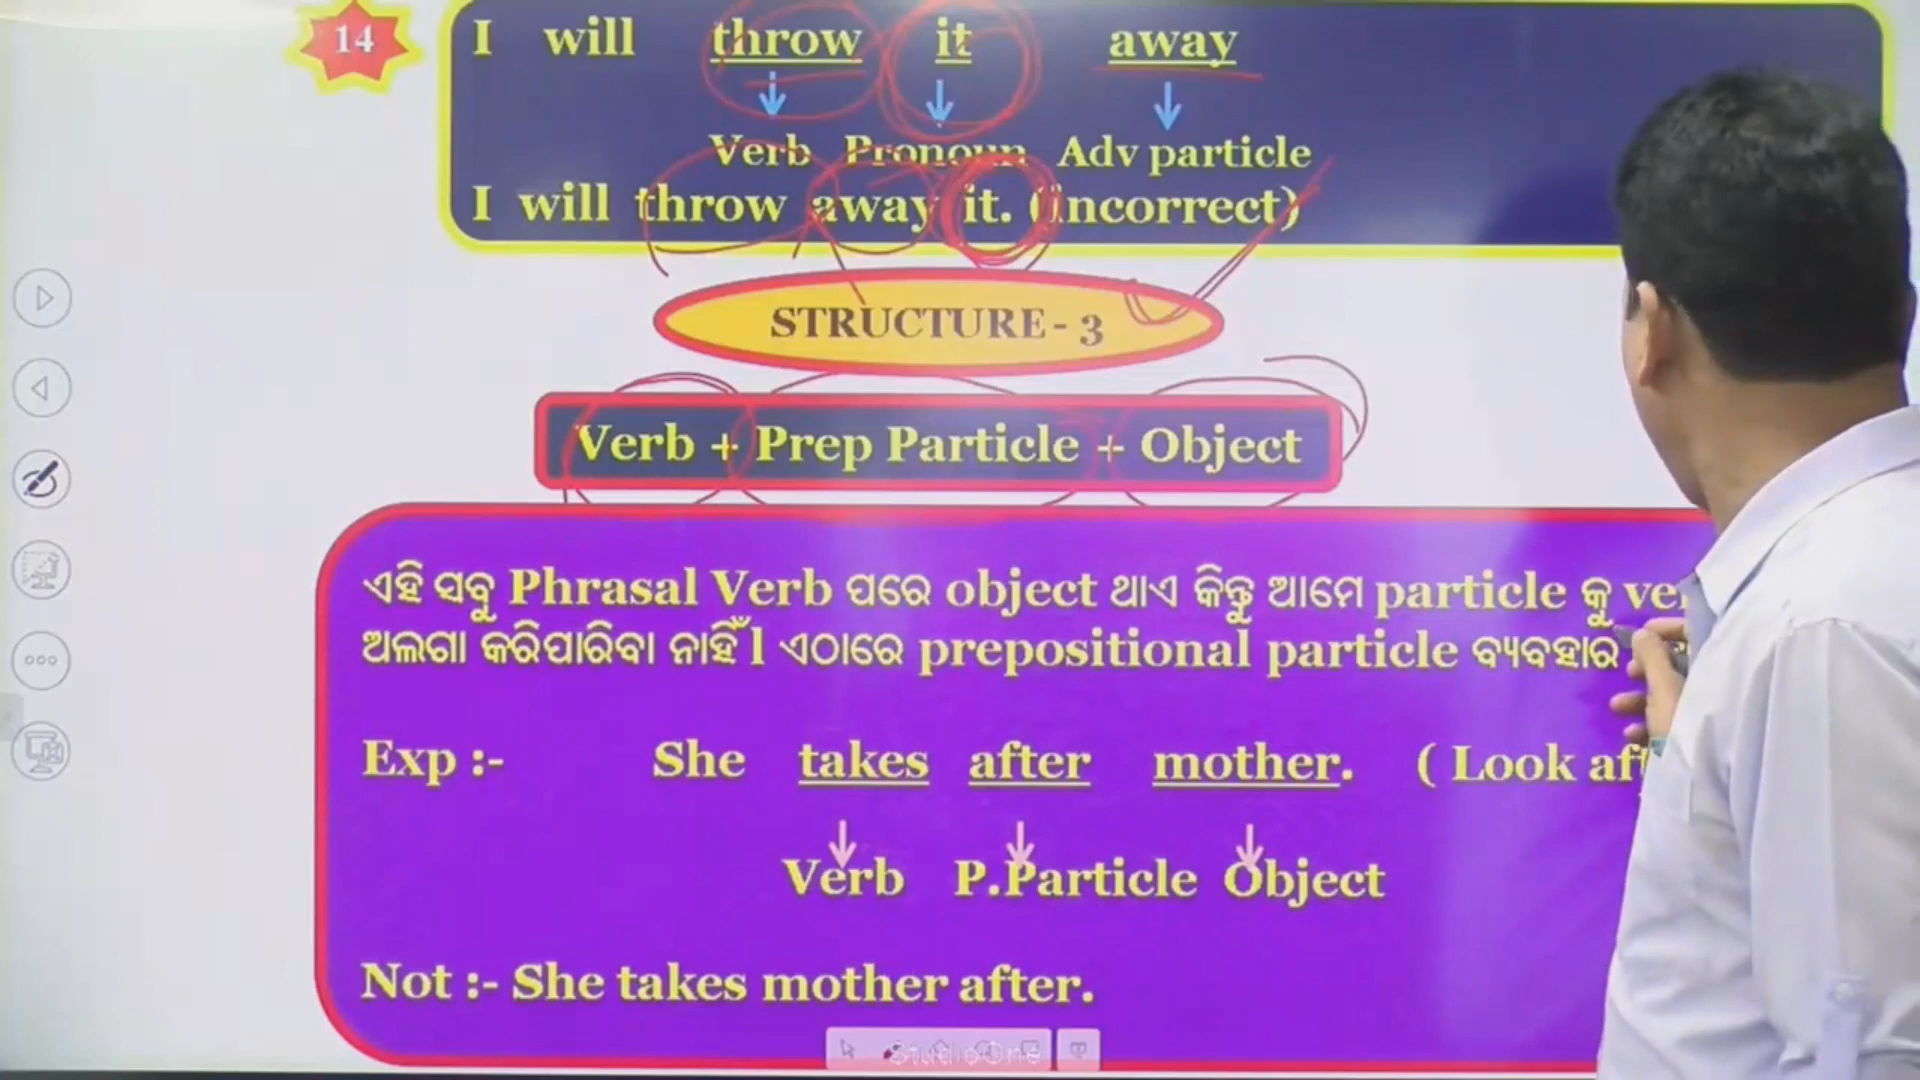 14
I will throw it away
Verb Pronoun Adv particle
I will throw away it. (incorrect)
STRUCTURE - 3
Verb + Prep Particle + Object
ଏହି ସବୁ Phrasal Verb ପରେ object ଥାଏ କିନ୍ତୁ ଆମେ particle କୁ
ଅଲଗା କରିପାରିବା ନାହିଁ l ଏଠାରେ prepositional particle ବ୍ୟବହାର
Exp :- She takes after mother. ( Look
Verb P.Particle Object
Not :- She takes mother after.
StudioOne